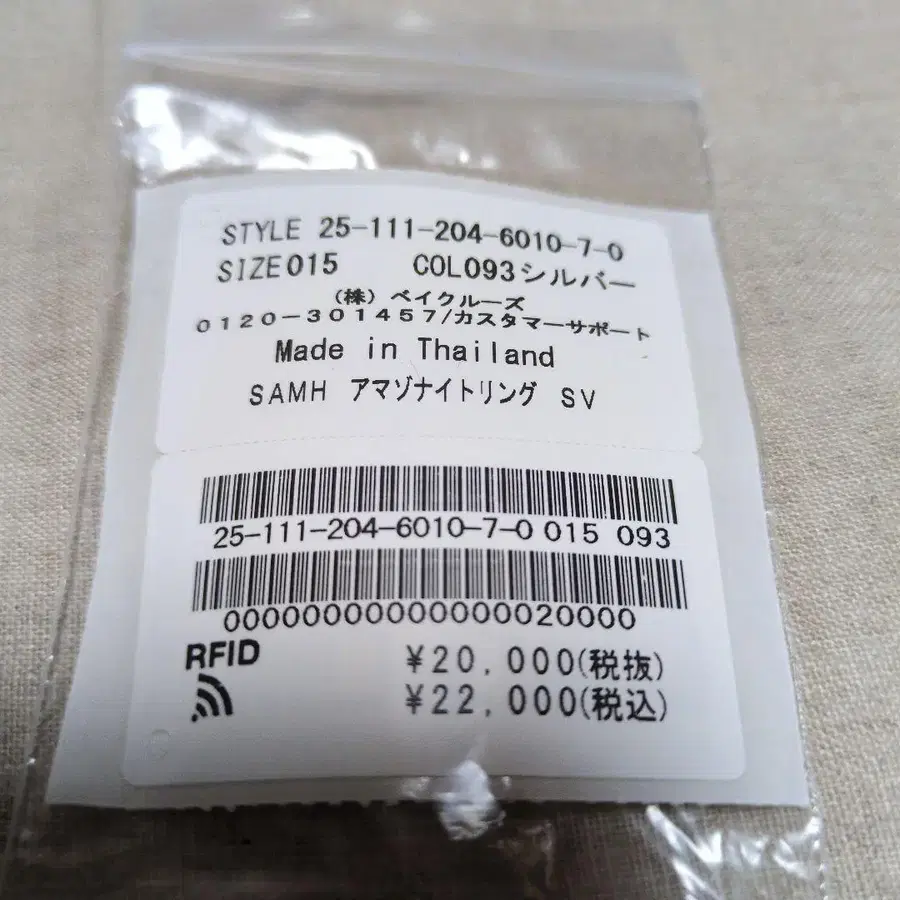 STYLE 25-111-204-6010-7-0
SIZE015 COL093シルバー
(株)ベイクルーズ
0120-301457/カスタマーサポート
Made in Thailand
SAMH アマゾナイトリング SV
25-111-204-6010-7-0 015 093
00000000000000020000
RFID
¥20,000(税抜)
¥22,000(税込)